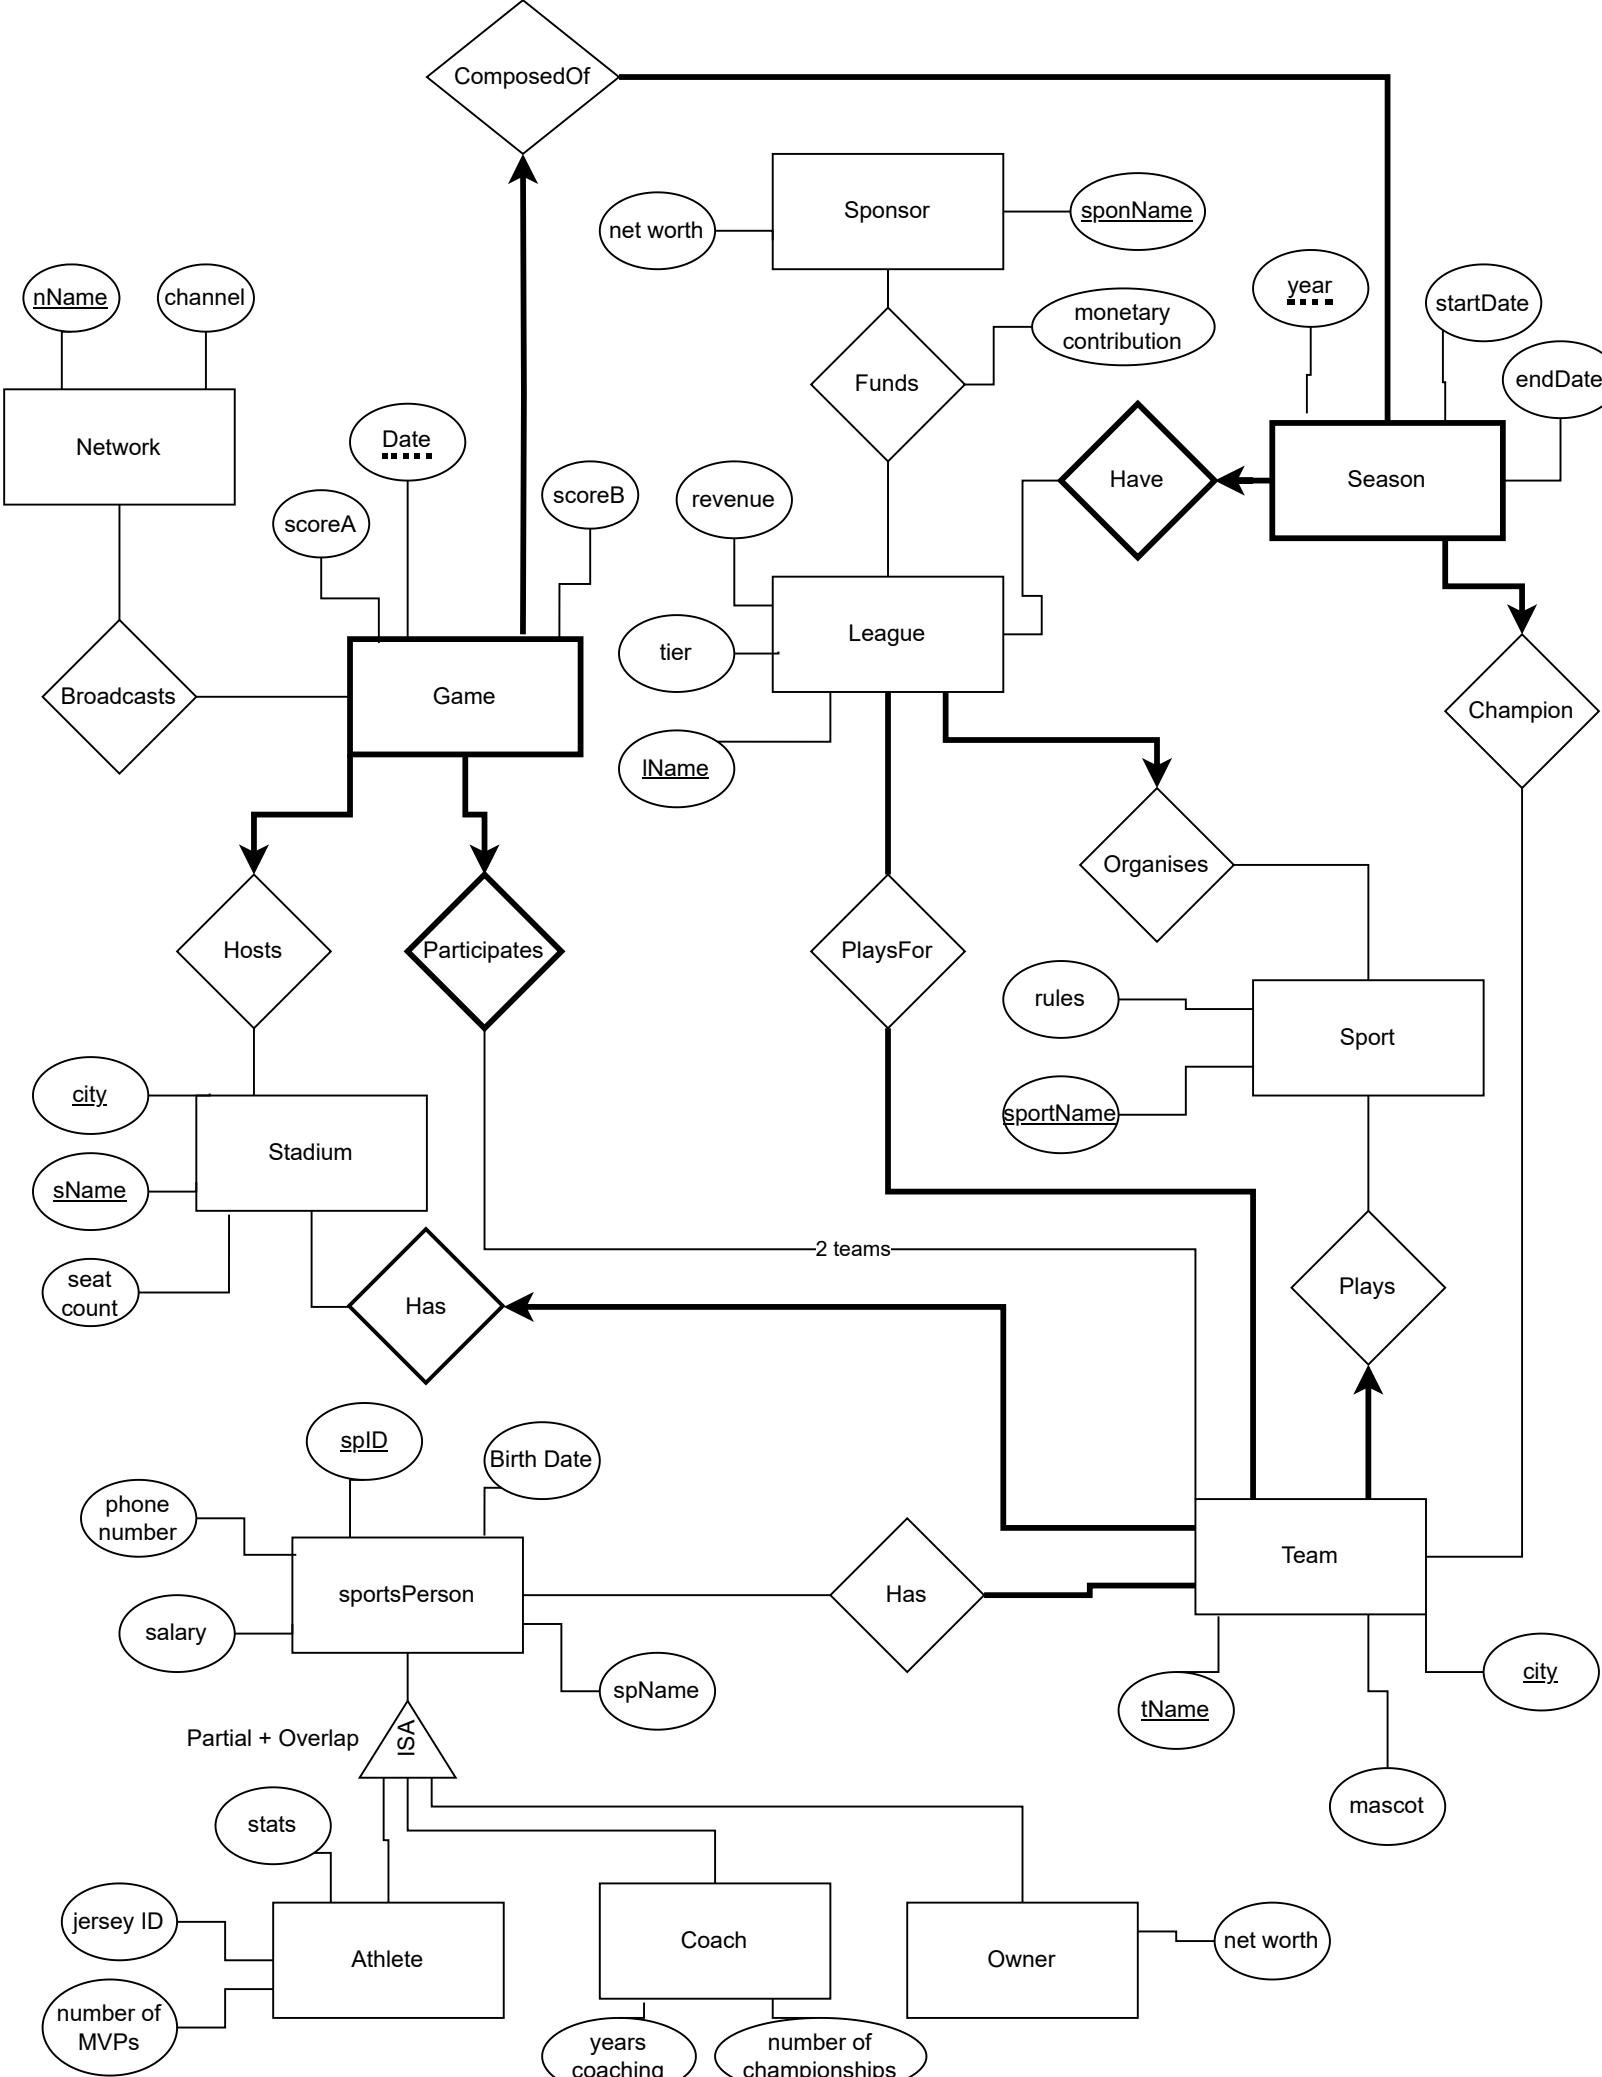 ComposedOf
Sponsor
sponName
net worth
year
nName
channel
startDate
monetary
contribution
endDate
Funds
Date
Network
Have
Season
scoreB
revenue
scoreA
League
tier
Broadcasts
Game
Champion
lName
Organises
Hosts
Participates
PlaysFor
rules
Sport
city
sportName
Stadium
sName
2 teams
seat
count
Has
Plays
spID
Birth Date
phone
number
Team
sportsPerson
Has
salary
spName
city
tName
Partial + Overlap
ISA
mascot
stats
jersey ID
Coach
net worth
Athlete
Owner
number of
MVPs
years
coaching
number of
championships